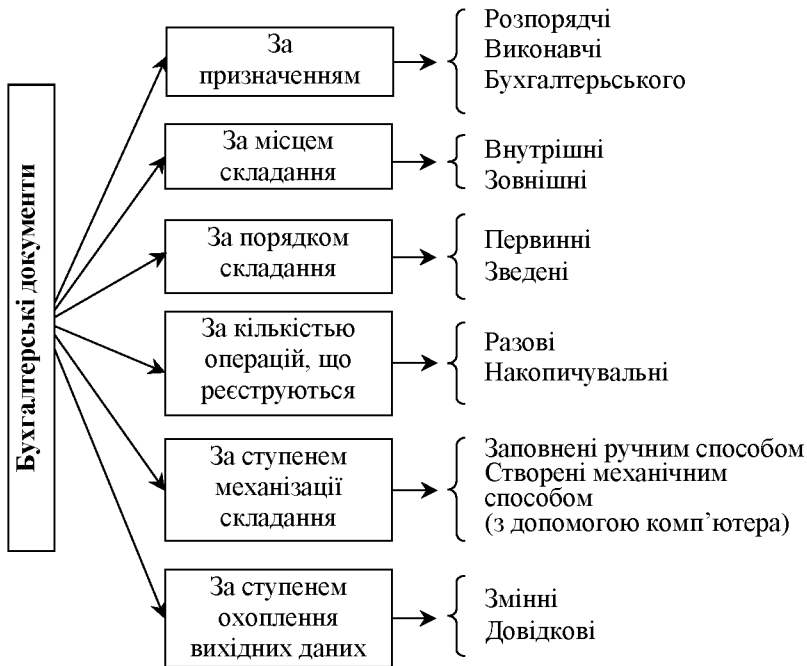 Бухгалтерські документи
За
призначенням
Розпорядчі
Виконавчі
Бухгалтерьського
За місцем
складання
Внутрішні
Зовнішні
За порядком
складання
Первинні
Зведені
За кількістью
операцій, що
реєструються
Разові
Накопичувальні
За ступенем
механізації
складання
Заповнені ручним способом
Створені механічним
способом
(з допомогою комп’ютера)
За ступенем
охоплення
вихідних даних
Змінні
Довідкові